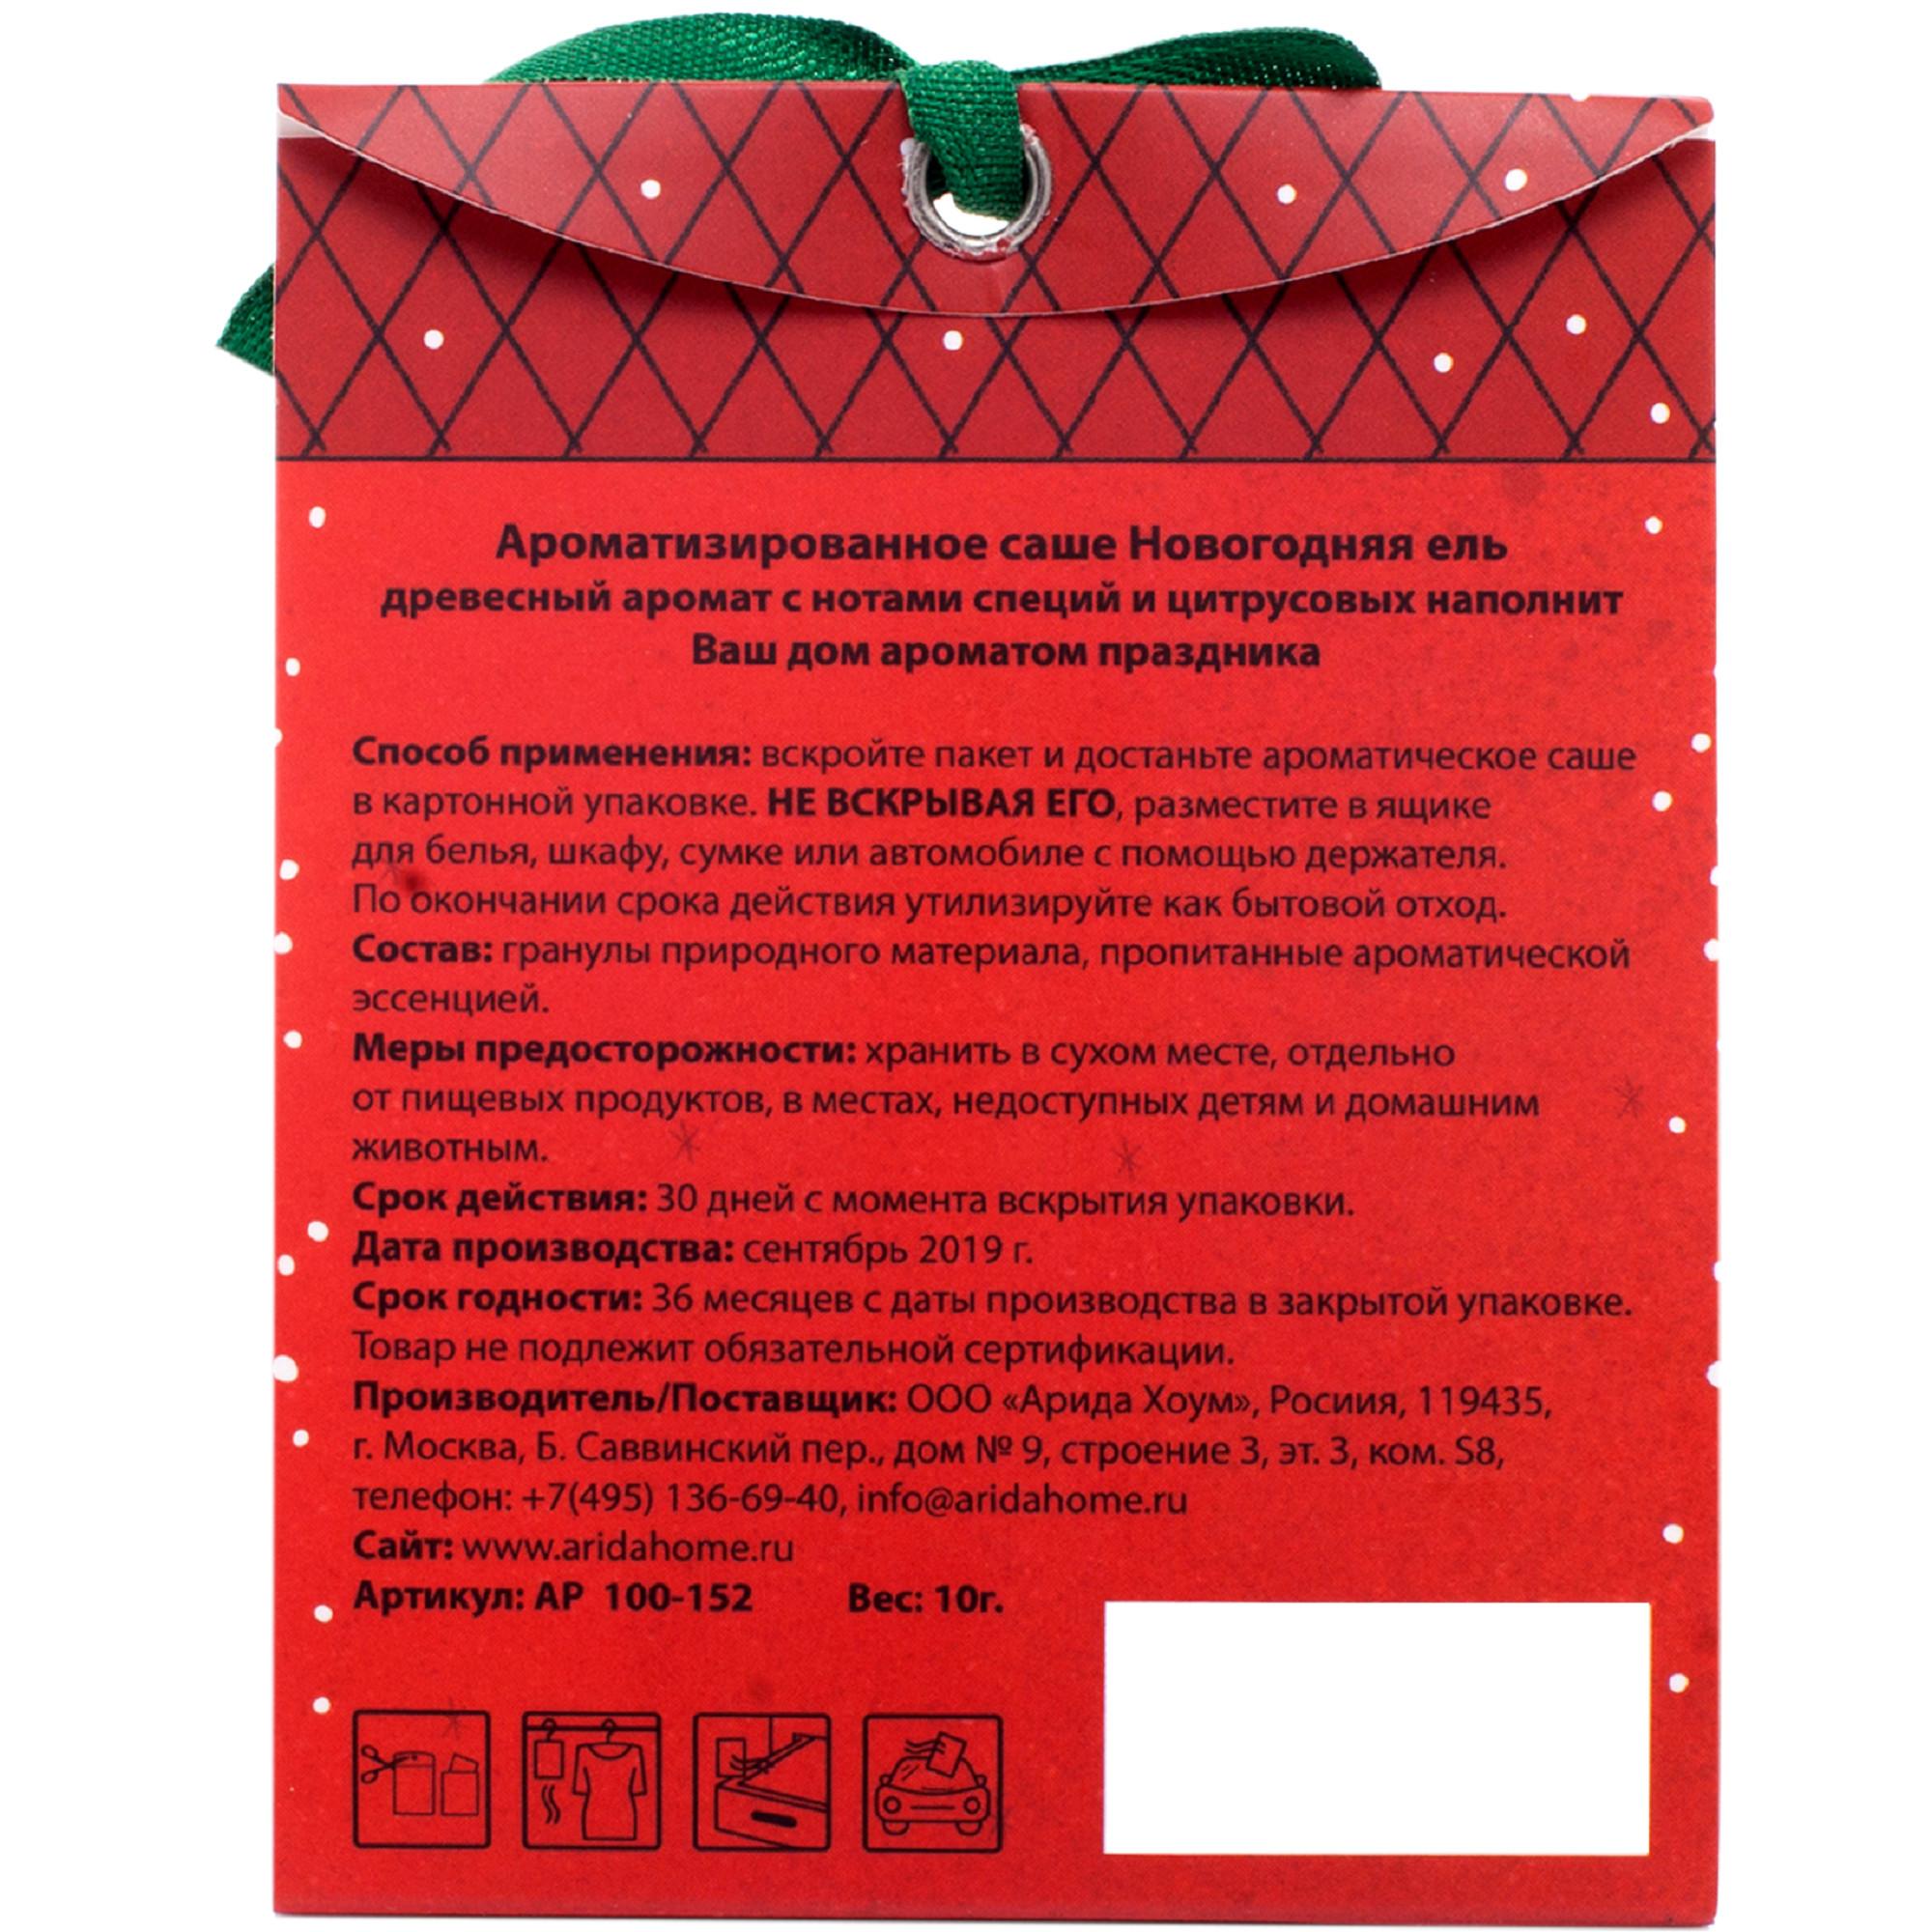 Ароматизированное саше Новогодняя ель
древесный аромат с нотами специй и цитрусовых наполнит
Ваш дом ароматом праздника
Способ применения: вскройте пакет и достаньте ароматическое саше
в картонной упаковке. НЕ ВСКРЫВАЯ ЕГО, разместите в ящике
для белья, шкафу, сумке или автомобиле с помощью держателя.
По окончании срока действия утилизируйте как бытовой отход.
Состав: гранулы природного материала, пропитанные ароматической
эссенцией.
Меры предосторожности: хранить в сухом месте, отдельно
от пищевых продуктов, в местах, недоступных детям и домашним
животным.
Срок действия: 30 дней с момента вскрытия упаковки.
Дата производства: сентябрь 2019 г.
Срок годности: 36 месяцев с даты производства в закрытой упаковке.
Товар не подлежит обязательной сертификации.
Производитель/Поставщик: ООО «Арида Хоум», Росиия, 119435,
г. Москва, Б. Саввинский пер., дом № 9, строение 3, эт. 3, ком. S8,
телефон: +7(495) 136-69-40, info@aridahome.ru
Сайт: www.aridahome.ru
Артикул: АР 100-152 Вес: 10г.